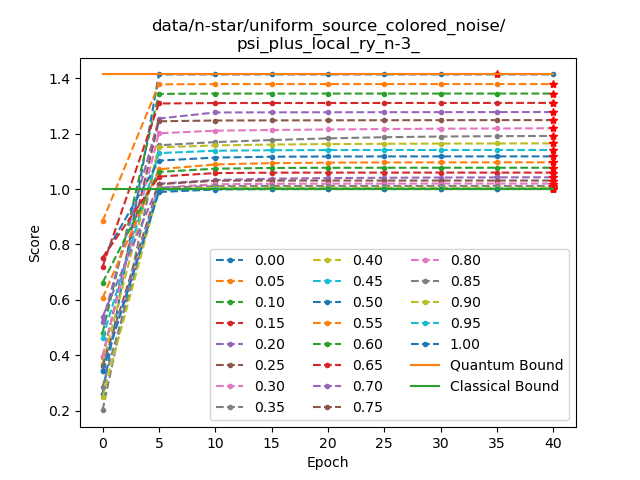 data/n-star/uniform_source_colored_noise/
psi_plus_local_ry_n-3_
1.4
1.2
1.0
0.8
0.6
0.4
0.2
Score
0.00 0.40 0.80
0.05 0.45 0.85
0.10 0.50 0.90
0.15 0.55 0.95
0.20 0.60 1.00
0.25 0.65 Quantum Bound
0.30 0.70 Classical Bound
0.35 0.75
0 5 10 15 20 25 30 35 40
Epoch